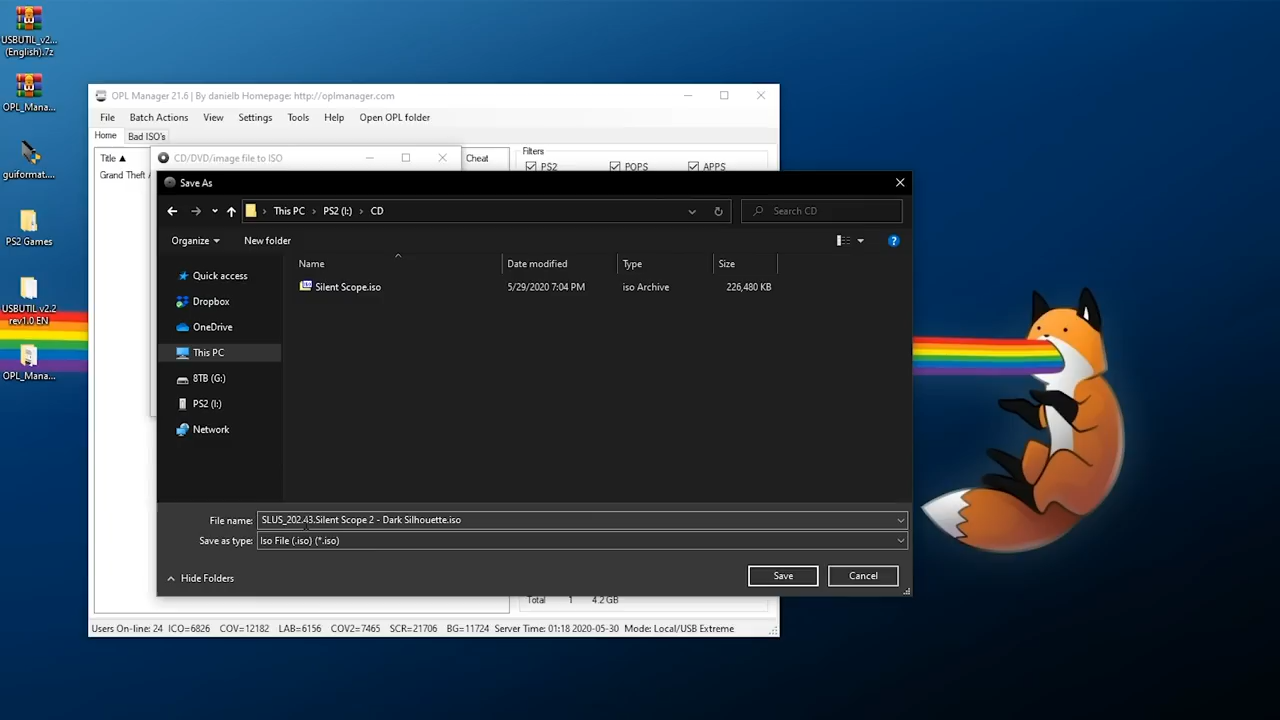 USBUTIL_v2...
(English).7z
OPL_Mana...
guiformat....
PS2 Games
USBUTIL v2.2
rev1.0 EN
OPL_Mana...
OPL Manager 21.6 | By danielb Homepage: http://oplmanager.com
File Batch Actions View Settings Tools Help Open OPL folder
Home Bad ISO's
Title Cheat
Grand Theft
Filters
PS2 POPS APPS
CD/DVD/image file to ISO
Save As
This PC PS2 (I:) CD
Search CD
Organize New folder
Name Date modified Type Size
Silent Scope.iso 5/29/2020 7:04 PM iso Archive 226,480 KB
Quick access
Dropbox
OneDrive
This PC
8TB (G:)
PS2 (I:)
Network
File name: SLUS_202.43.Silent Scope 2 - Dark Silhouette.iso
Save as type: Iso File (.iso) (*.iso)
Hide Folders
Save Cancel
Total 1 4.2 GB
Users On-line: 24 ICO=6826 COV=12182 LAB=6156 COV2=7465 SCR=21706 BG=11724 Server Time: 01:18 2020-05-30 Mode: Local/USB Extreme